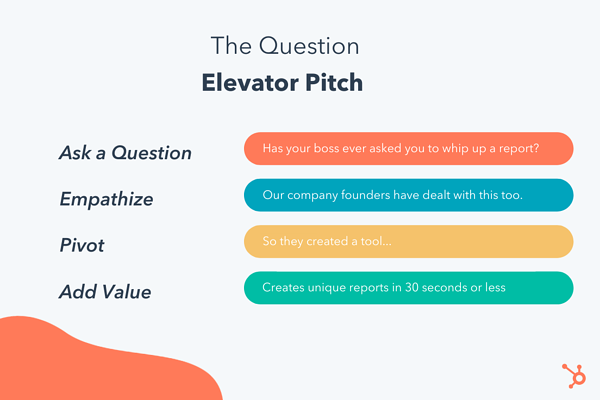 The Question
Elevator Pitch
Ask a Question
Has your boss ever asked you to whip up a report?
Empathize
Our company founders have dealt with this too.
Pivot
So they created a tool...
Add Value
Creates unique reports in 30 seconds or less